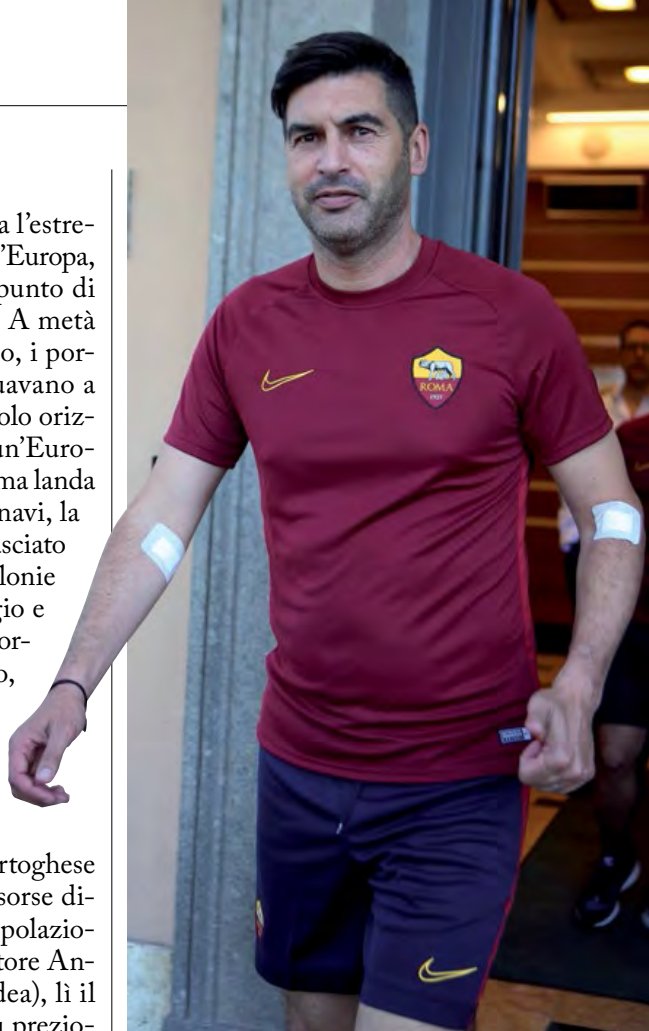 a l'estre-
l'Europa,
punto di
A metà
o, i por-
uavano a
olo oriz-
un'Euro-
ma landa
navi, la
sciato
lonie
gio e
or-
o,
rtoghese
sorse di-
polazio-
tore An-
dea), lì il
prezio-
ROMA
1927